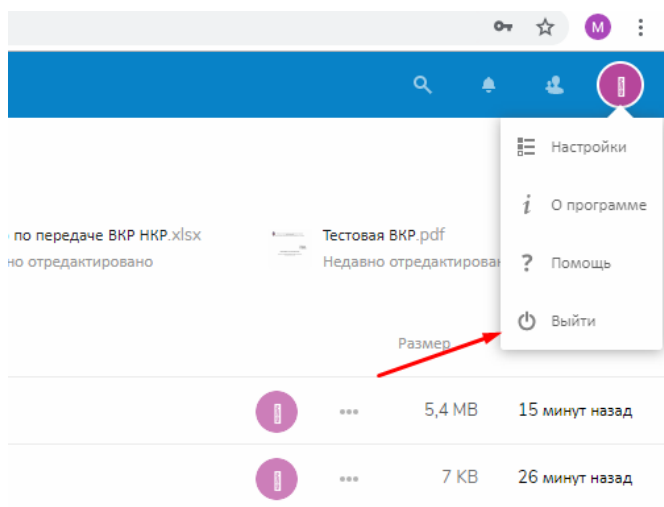 M
Настройки
i О программе
по передаче ВКР НКР.xlsx
Тестовая ВКР.pdf
но отредактировано
Недавно отредактирован
? Помощь
Выйти
Размер
5,4 MB 15 минут назад
7 KB 26 минут назад